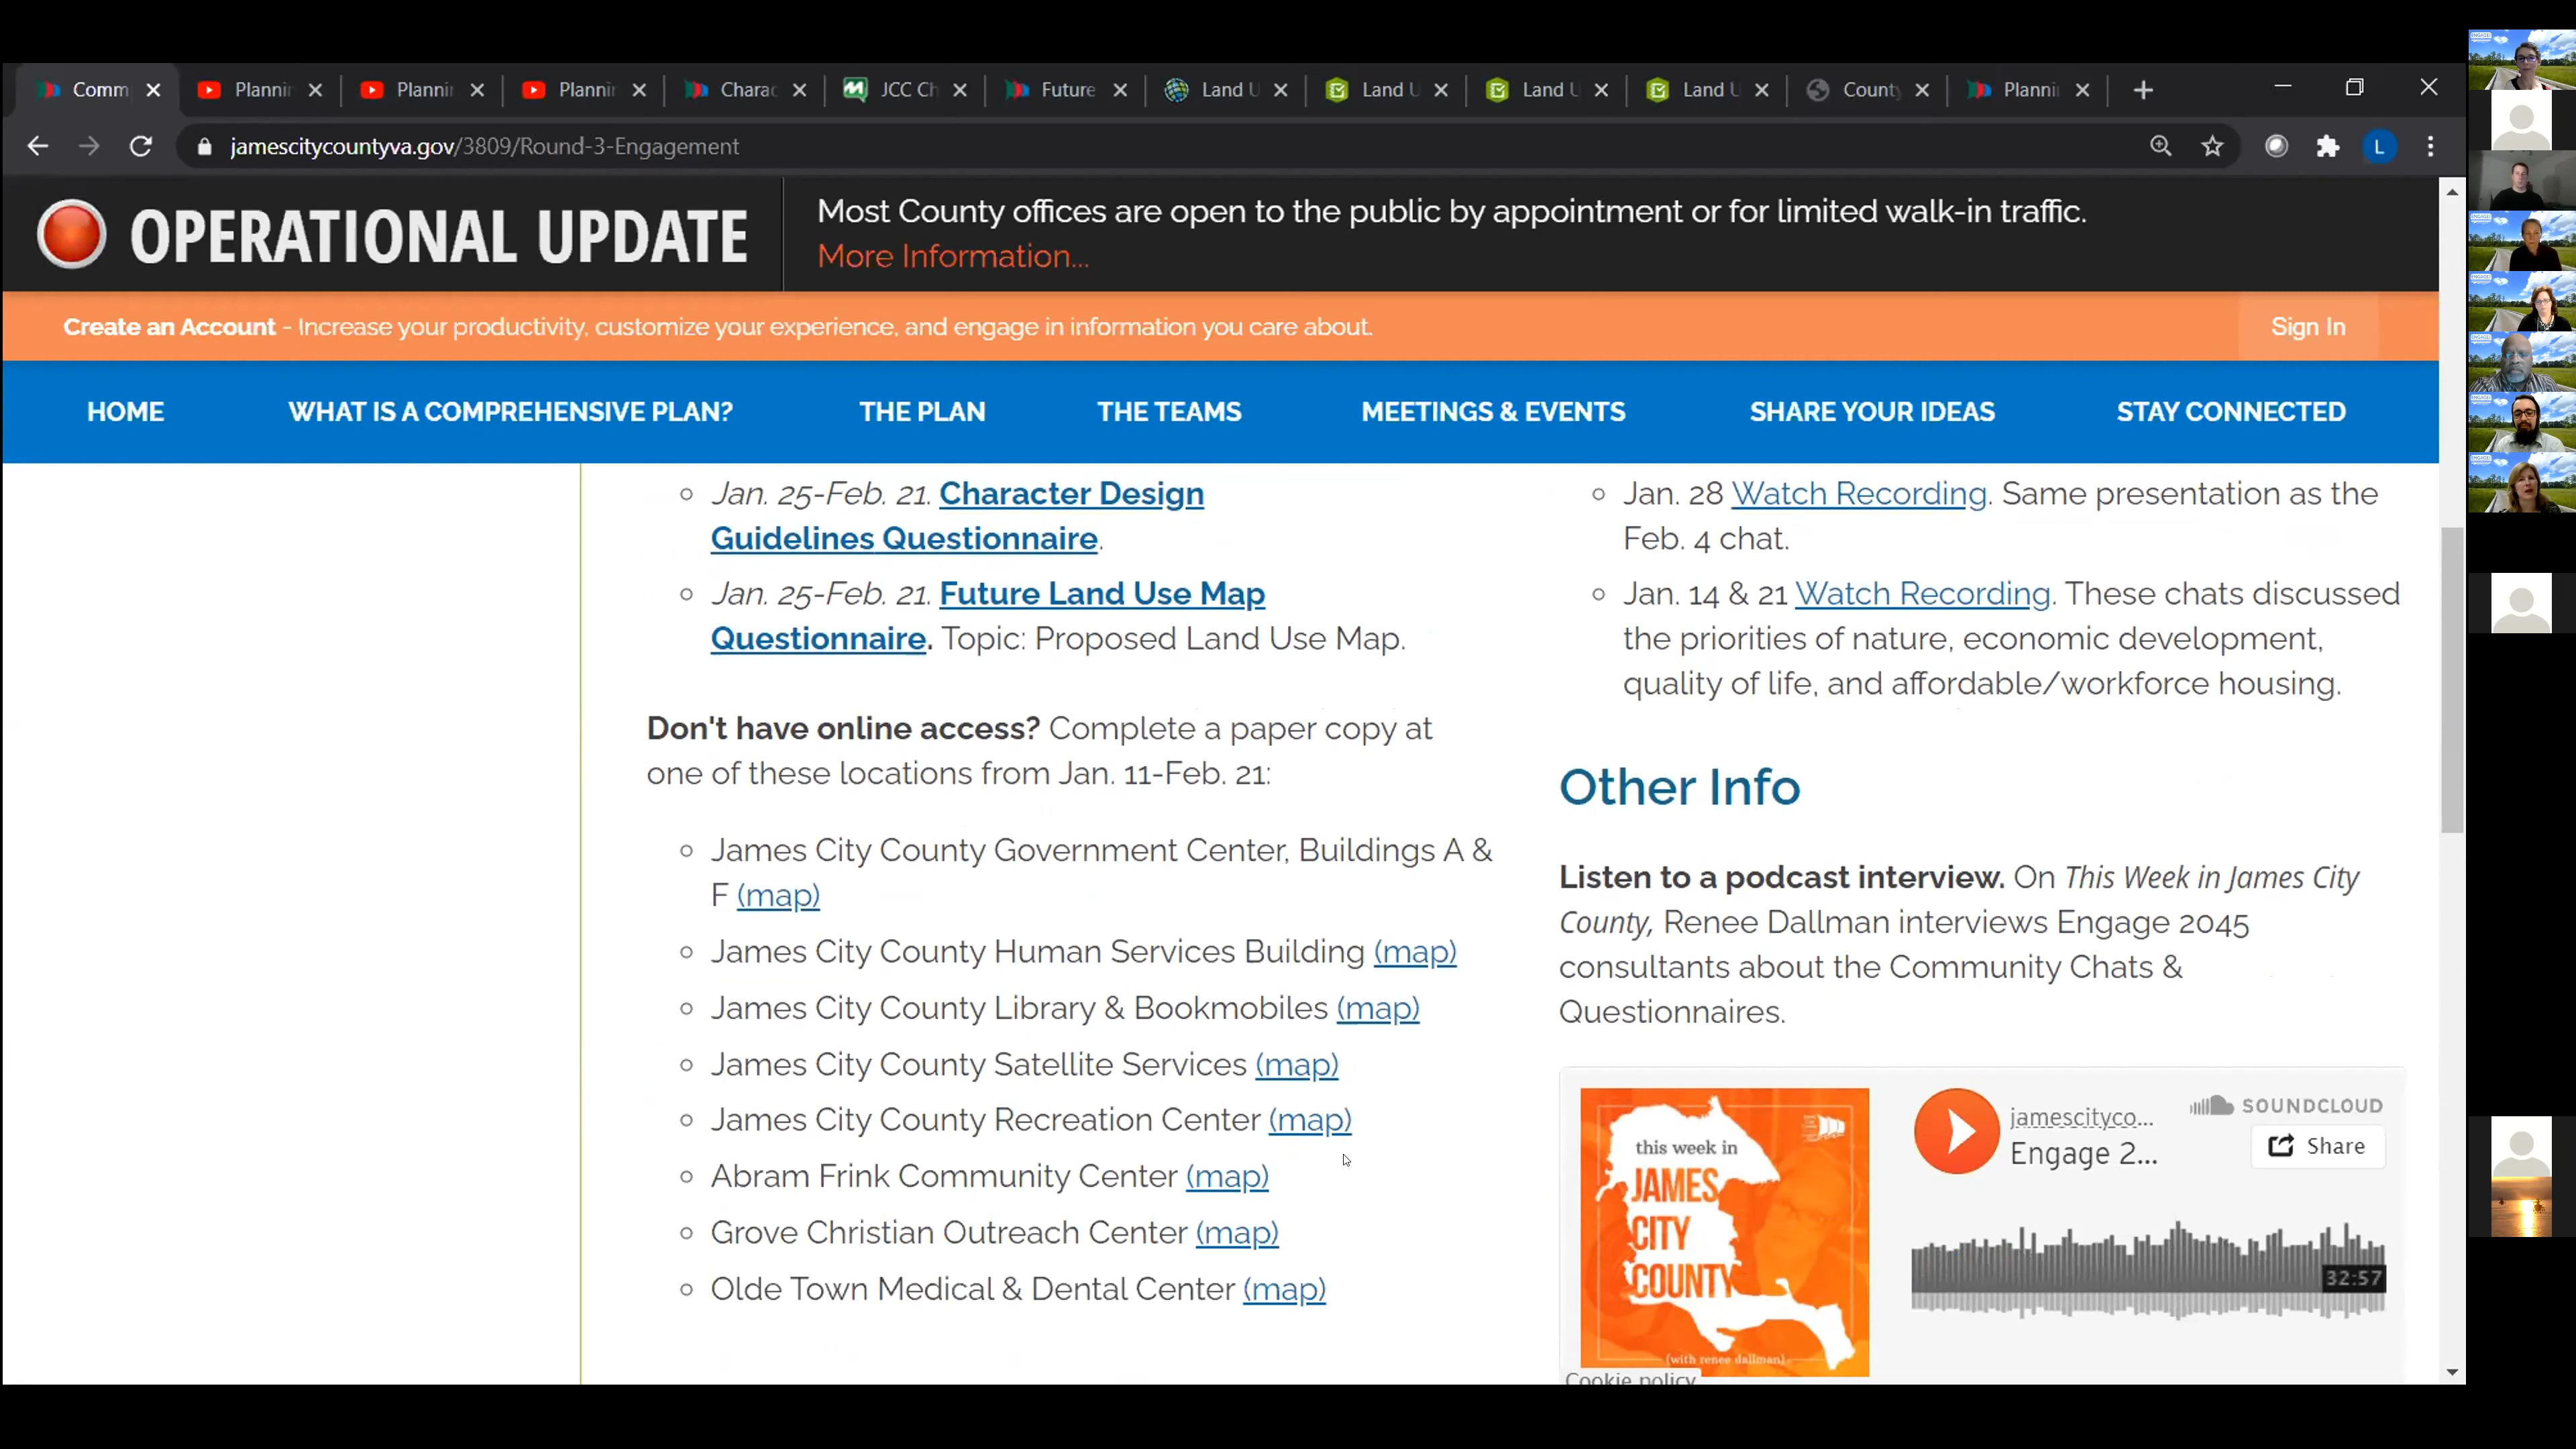 Comm
Plannin
Plannin
Plannin
Charac
JCC Ch
Future
Land U
Land U
Land U
Land U
County
Plannin
jamescitycountyva.gov/3809/Round-3-Engagement
L
OPERATIONAL UPDATE
Most County offices are open to the public by appointment or for limited walk-in traffic.
More Information...
Create an Account - Increase your productivity, customize your experience, and engage in information you care about.
Sign In
HOME
WHAT IS A COMPREHENSIVE PLAN?
THE PLAN
THE TEAMS
MEETINGS & EVENTS
SHARE YOUR IDEAS
STAY CONNECTED
Jan. 25-Feb. 21. Character Design
Guidelines Questionnaire.
Jan. 25-Feb. 21. Future Land Use Map
Questionnaire. Topic: Proposed Land Use Map.
Don't have online access? Complete a paper copy at
one of these locations from Jan. 11-Feb. 21:
James City County Government Center, Buildings A &
F (map)
James City County Human Services Building (map)
James City County Library & Bookmobiles (map)
James City County Satellite Services (map)
James City County Recreation Center (map)
Abram Frink Community Center (map)
Grove Christian Outreach Center (map)
Olde Town Medical & Dental Center (map)
Jan. 28 Watch Recording. Same presentation as the
Feb. 4 chat.
Jan. 14 & 21 Watch Recording. These chats discussed
the priorities of nature, economic development,
quality of life, and affordable/workforce housing.
Other Info
Listen to a podcast interview. On This Week in James City
County, Renee Dallman interviews Engage 2045
consultants about the Community Chats &
Questionnaires.
this week in
JAMES
CITY
COUNTY
(with renee dallman)
jamescityco...
Engage 2...
SOUNDCLOUD
Share
32:57
Cookie policy